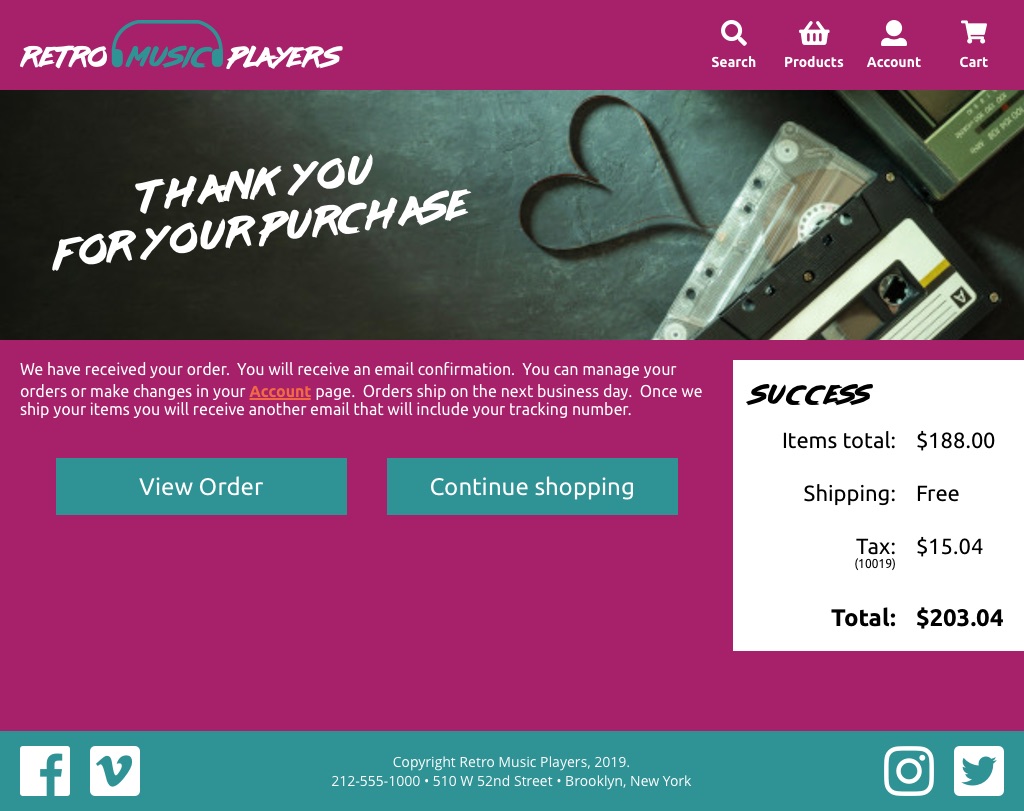 RETRO MUSIC PLAYERS
Search Products Account Cart
THANK YOU
FOR YOUR PURCHASE
A
We have received your order. You will receive an email confirmation. You can manage your
orders or make changes in your Account page. Orders ship on the next business day. Once we
ship your items you will receive another email that will include your tracking number.
View Order Continue shopping
SUCCESS
Items total: $188.00
Shipping: Free
Tax: $15.04
(10019)
Total: $203.04
Copyright Retro Music Players, 2019.
212-555-1000 • 510 W 52nd Street • Brooklyn, New York